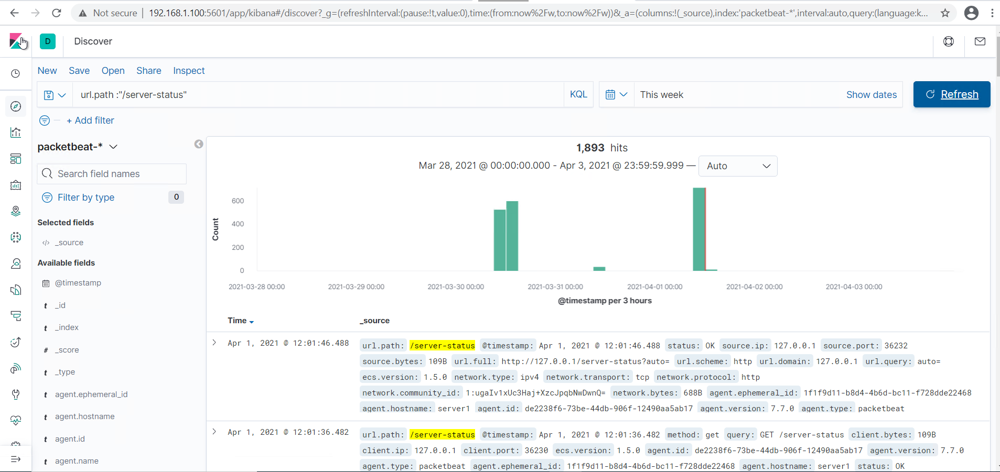 Not secure | 192.168.1.100:5601/app/kibana#/discover?_g=(refreshInterval:(pause:!t,value:0),time:(from:now%2Fw,to:now%2Fw))&_a=(columns:!(_source),index:'packetbeat-*',interval:auto,query:(language:k...
D Discover
New Save Open Share Inspect
url.path :"/server-status" KQL This week Show dates Refresh
+ Add filter
packetbeat-*
Search field names
Filter by type 0
Selected fields
_source
Available fields
@timestamp
t _id
t _index
# _score
t _type
t agent.ephemeral_id
t agent.hostname
t agent.id
t agent.name
1,893 hits
Mar 28, 2021 @ 00:00:00.000 - Apr 3, 2021 @ 23:59:59.999 — Auto
Count
600
400
200
0
2021-03-28 00:00 2021-03-29 00:00 2021-03-30 00:00 2021-03-31 00:00 2021-04-01 00:00 2021-04-02 00:00 2021-04-03 00:00
@timestamp per 3 hours
Time _source
Apr 1, 2021 @ 12:01:46.488 url.path: /server-status @timestamp: Apr 1, 2021 @ 12:01:46.488 status: OK source.ip: 127.0.0.1 source.port: 36232
source.bytes: 109B url.full: http://127.0.0.1/server-status?auto= url.scheme: http url.domain: 127.0.0.1 url.query: auto=
ecs.version: 1.5.0 network.type: ipv4 network.transport: tcp network.protocol: http
network.community_id: 1:ugaIv1xUc3Haj+XzcJpqbNwDwnQ= network.bytes: 688B agent.ephemeral_id: 1f1f9d11-b8d4-4b6d-bc11-f728dde22468
agent.hostname: server1 agent.id: de2238f6-73be-44db-906f-12490aa5ab17 agent.version: 7.7.0 agent.type: packetbeat
Apr 1, 2021 @ 12:01:36.482 url.path: /server-status @timestamp: Apr 1, 2021 @ 12:01:36.482 method: get query: GET /server-status client.bytes: 109B
client.ip: 127.0.0.1 client.port: 36230 ecs.version: 1.5.0 agent.id: de2238f6-73be-44db-906f-12490aa5ab17 agent.version: 7.7.0
agent.type: packetbeat agent.ephemeral_id: 1f1f9d11-b8d4-4b6d-bc11-f728dde22468 agent.hostname: server1 status: OK